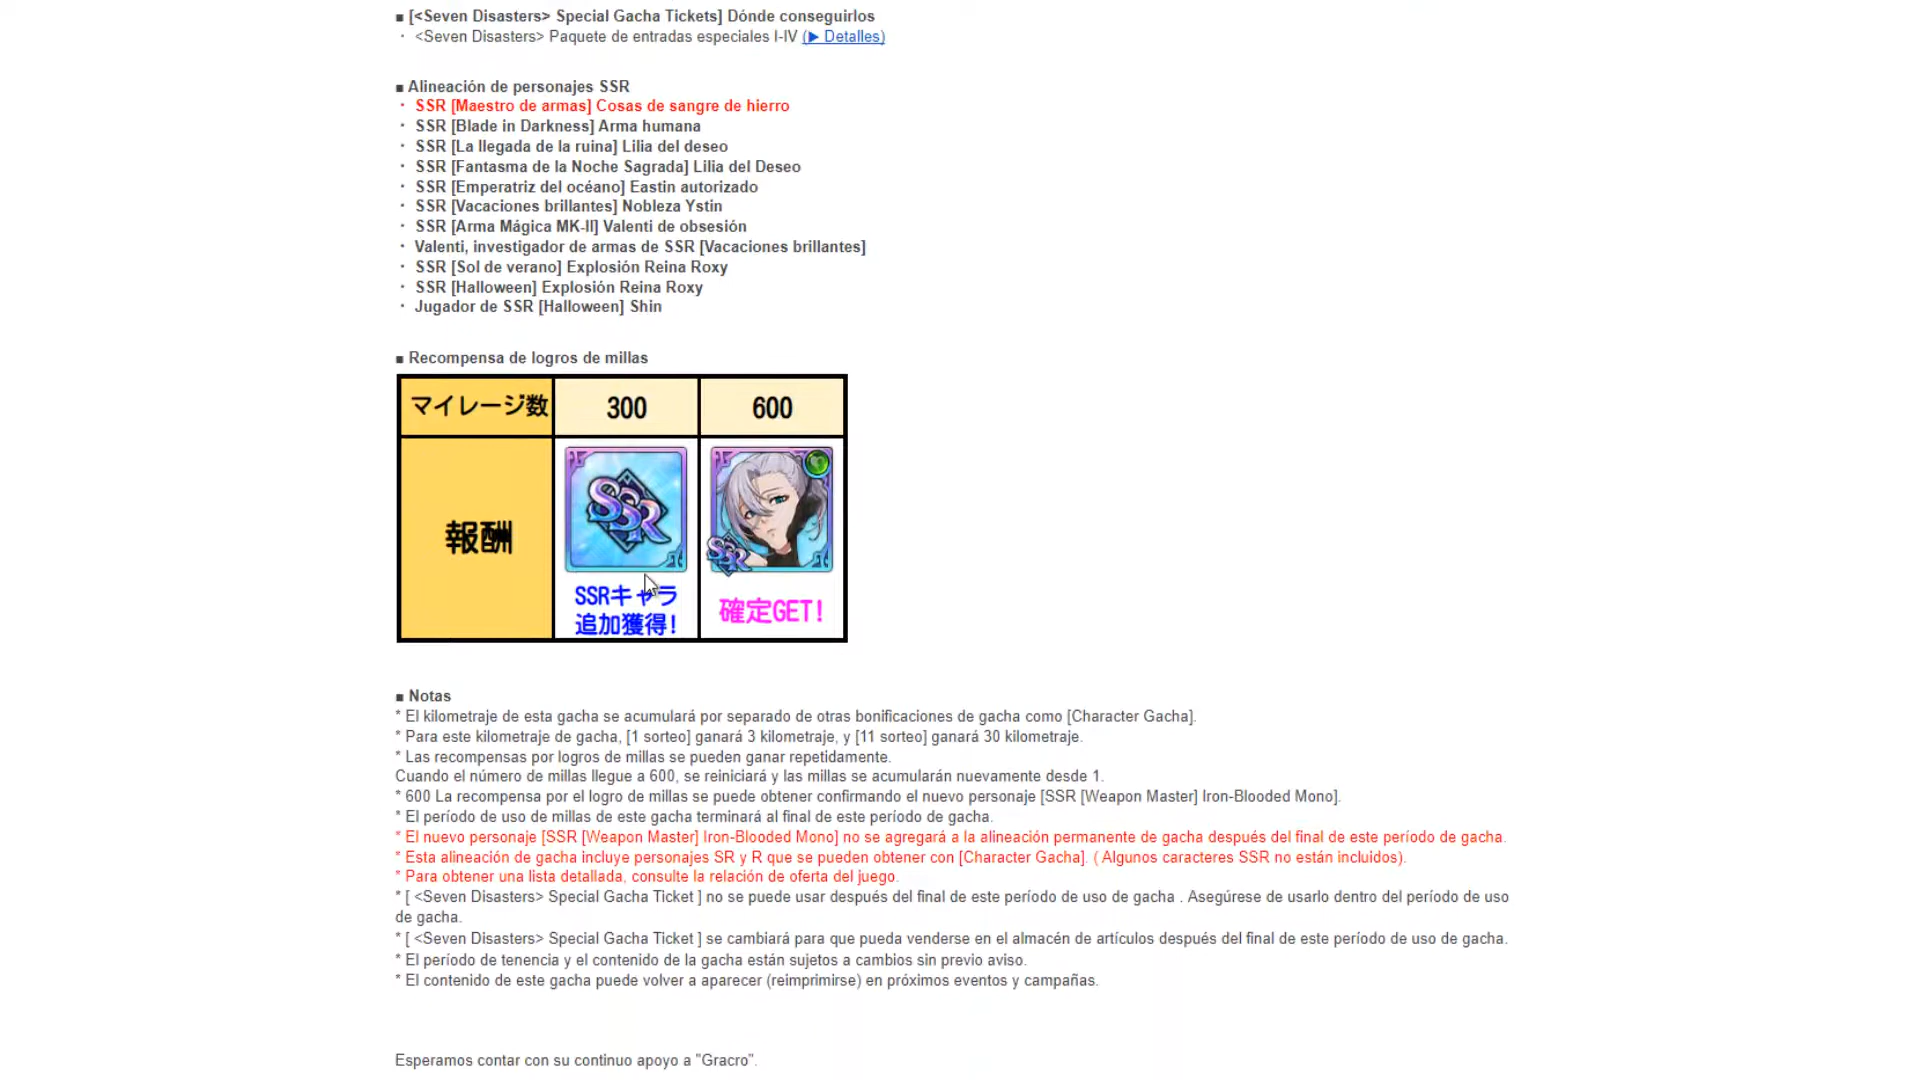 ■ [<Seven Disasters> Special Gacha Tickets] Dónde conseguirlos
・ <Seven Disasters> Paquete de entradas especiales I-IV (▶ Detalles)
■ Alineación de personajes SSR
・ SSR [Maestro de armas] Cosas de sangre de hierro
・ SSR [Blade in Darkness] Arma humana
・ SSR [La llegada de la ruina] Lilia del deseo
・ SSR [Fantasma de la Noche Sagrada] Lilia del Deseo
・ SSR [Emperatriz del océano] Eastin autorizado
・ SSR [Vacaciones brillantes] Nobleza Ystin
・ SSR [Arma Mágica MK-II] Valenti de obsesión
・ Valenti, investigador de armas de SSR [Vacaciones brillantes]
・ SSR [Sol de verano] Explosión Reina Roxy
・ SSR [Halloween] Explosión Reina Roxy
・ Jugador de SSR [Halloween] Shin
■ Recompensa de logros de millas
マイレージ数 300 600
報酬
SSR
SSR
SSRキャラ
追加獲得!
確定GET!
■ Notas
* El kilometraje de esta gacha se acumulará por separado de otras bonificaciones de gacha como [Character Gacha].
* Para este kilometraje de gacha, [1 sorteo] ganará 3 kilometraje, y [11 sorteo] ganará 30 kilometraje.
* Las recompensas por logros de millas se pueden ganar repetidamente.
Cuando el número de millas llegue a 600, se reiniciará y las millas se acumularán nuevamente desde 1.
* 600 La recompensa por el logro de millas se puede obtener confirmando el nuevo personaje [SSR [Weapon Master] Iron-Blooded Mono].
* El período de uso de millas de este gacha terminará al final de este período de gacha.
* El nuevo personaje [SSR [Weapon Master] Iron-Blooded Mono] no se agregará a la alineación permanente de gacha después del final de este período de gacha.
* Esta alineación de gacha incluye personajes SR y R que se pueden obtener con [Character Gacha]. ( Algunos caracteres SSR no están incluidos).
* Para obtener una lista detallada, consulte la relación de oferta del juego.
* [ <Seven Disasters> Special Gacha Ticket ] no se puede usar después del final de este período de uso de gacha . Asegúrese de usarlo dentro del período de uso
de gacha.
* [ <Seven Disasters> Special Gacha Ticket ] se cambiará para que pueda venderse en el almacén de artículos después del final de este período de uso de gacha.
* El período de tenencia y el contenido de la gacha están sujetos a cambios sin previo aviso.
* El contenido de este gacha puede volver a aparecer (reimprimirse) en próximos eventos y campañas.
Esperamos contar con su continuo apoyo a "Gracro".